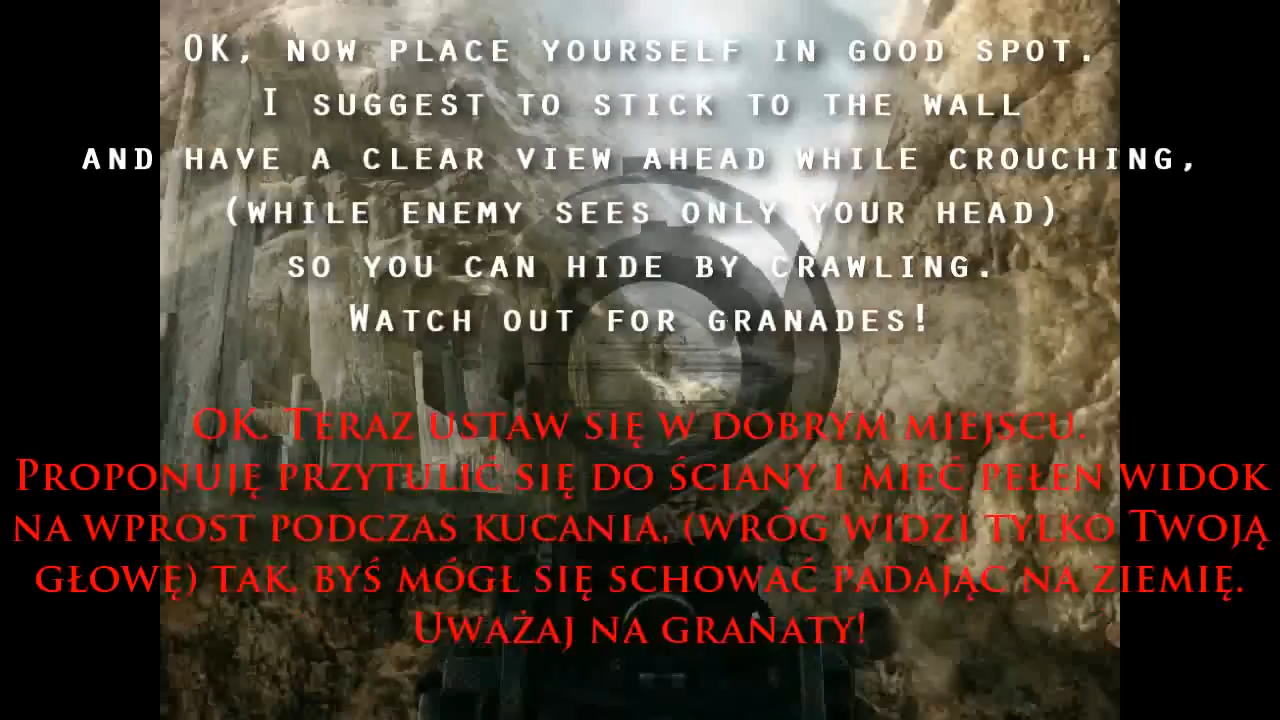 OK, NOW PLACE YOURSELF IN GOOD SPOT.
I SUGGEST TO STICK TO THE WALL
AND HAVE A CLEAR VIEW AHEAD WHILE CROUCHING,
(WHILE ENEMY SEES ONLY YOUR HEAD)
SO YOU CAN HIDE BY CRAWLING.
WATCH OUT FOR GRANADES!
OK. TERAZ USTAW SIĘ W DOBRYM MIEJSCU.
PROPONUJĘ PRZYTULIĆ SIĘ DO ŚCIANY I MIEĆ PEŁEN WIDOK
NA WPROST PODCZAS KUCANIA, (WRÓG WIDZI TYLKO TWOJĄ
GŁOWĘ) TAK, BYŚ MÓGŁ SIĘ SCHOWAĆ PADAJĄC NA ZIEMIĘ.
UWAŻAJ NA GRANATY!